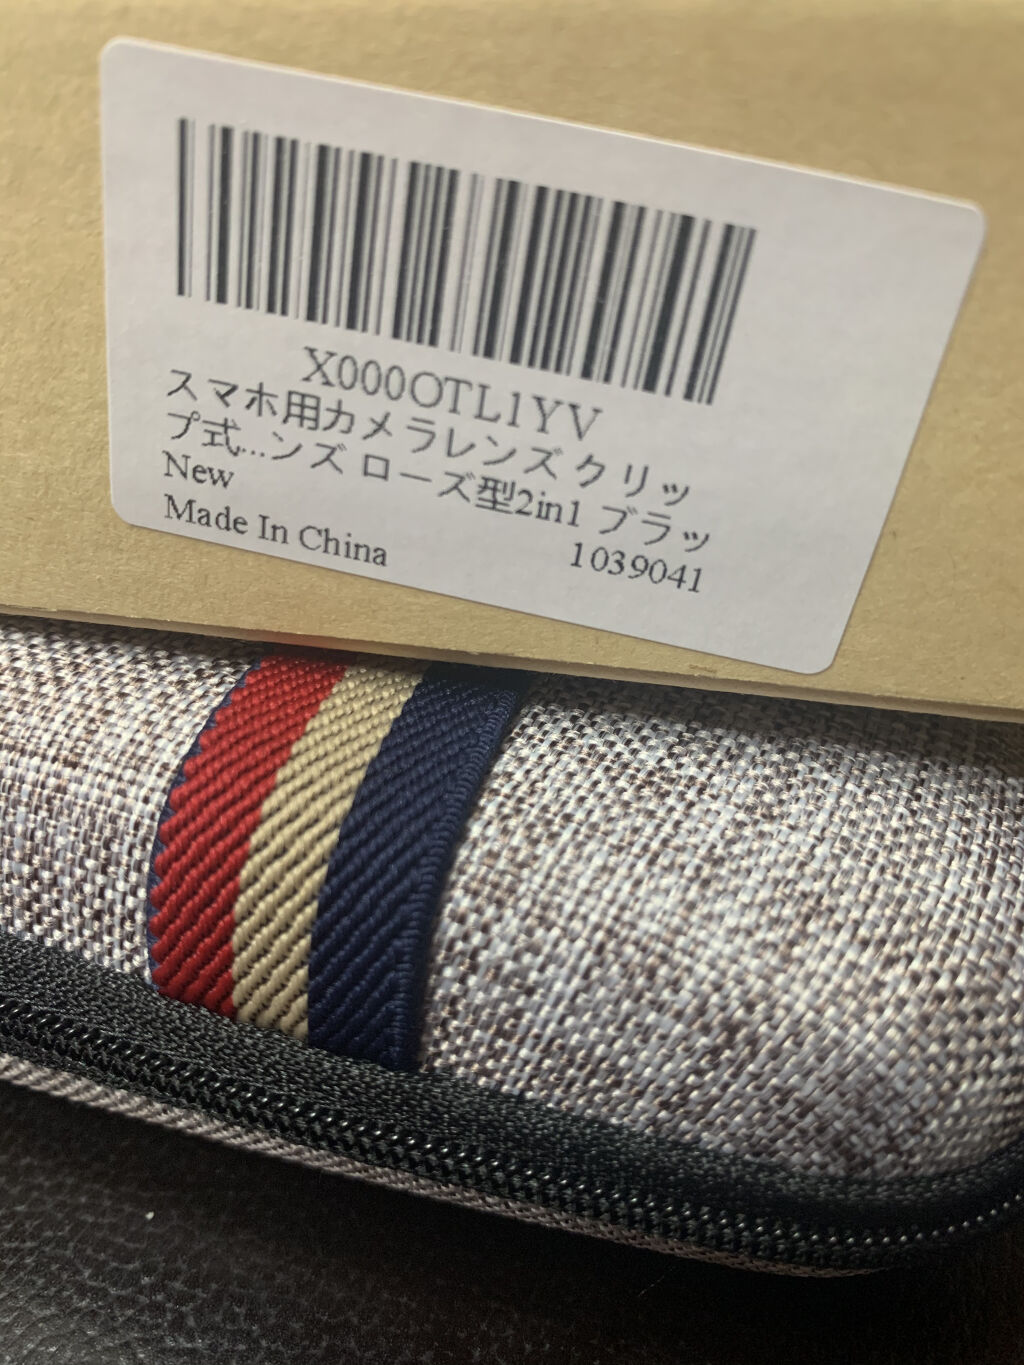 X000OTL1YV
スマホ用カメラレンズ クリッ
プ式...ンズ ローズ型2in1 ブラッ
New
Made In China 1039041